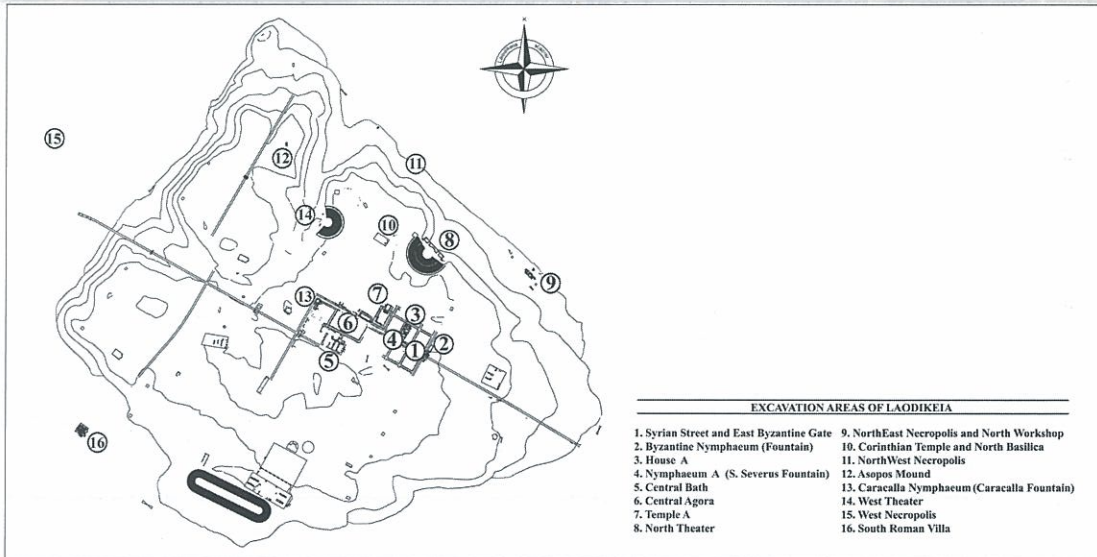 15
12
11
14
10
8
9
13
7
6
3
4
1
2
5
16
EXCAVATION AREAS OF LAODIKEIA
1. Syrian Street and East Byzantine Gate
2. Byzantine Nymphaeum (Fountain)
3. House A
4. Nymphaeum A (S. Severus Fountain)
5. Central Bath
6. Central Agora
7. Temple A
8. North Theater
9. NorthEast Necropolis and North Workshop
10. Corinthian Temple and North Basilica
11. NorthWest Necropolis
12. Asopos Mound
13. Caracalla Nymphaeum (Caracalla Fountain)
14. West Theater
15. West Necropolis
16. South Roman Villa